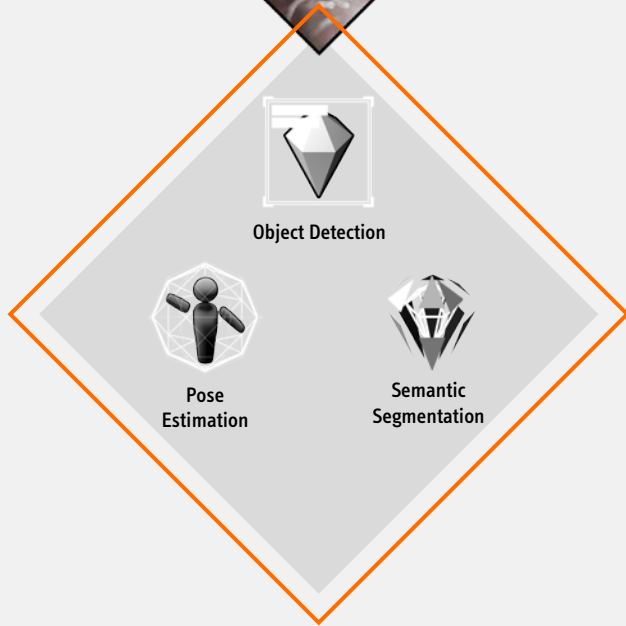 Object Detection
Pose
Estimation
Semantic
Segmentation